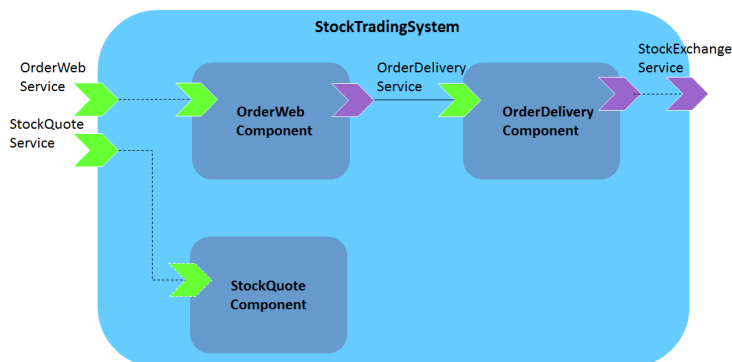 StockTradingSystem
OrderWeb
Service
StockQuote
Service
OrderWeb
Component
OrderDelivery
Service
OrderDelivery
Component
StockExchange
Service
StockQuote
Component